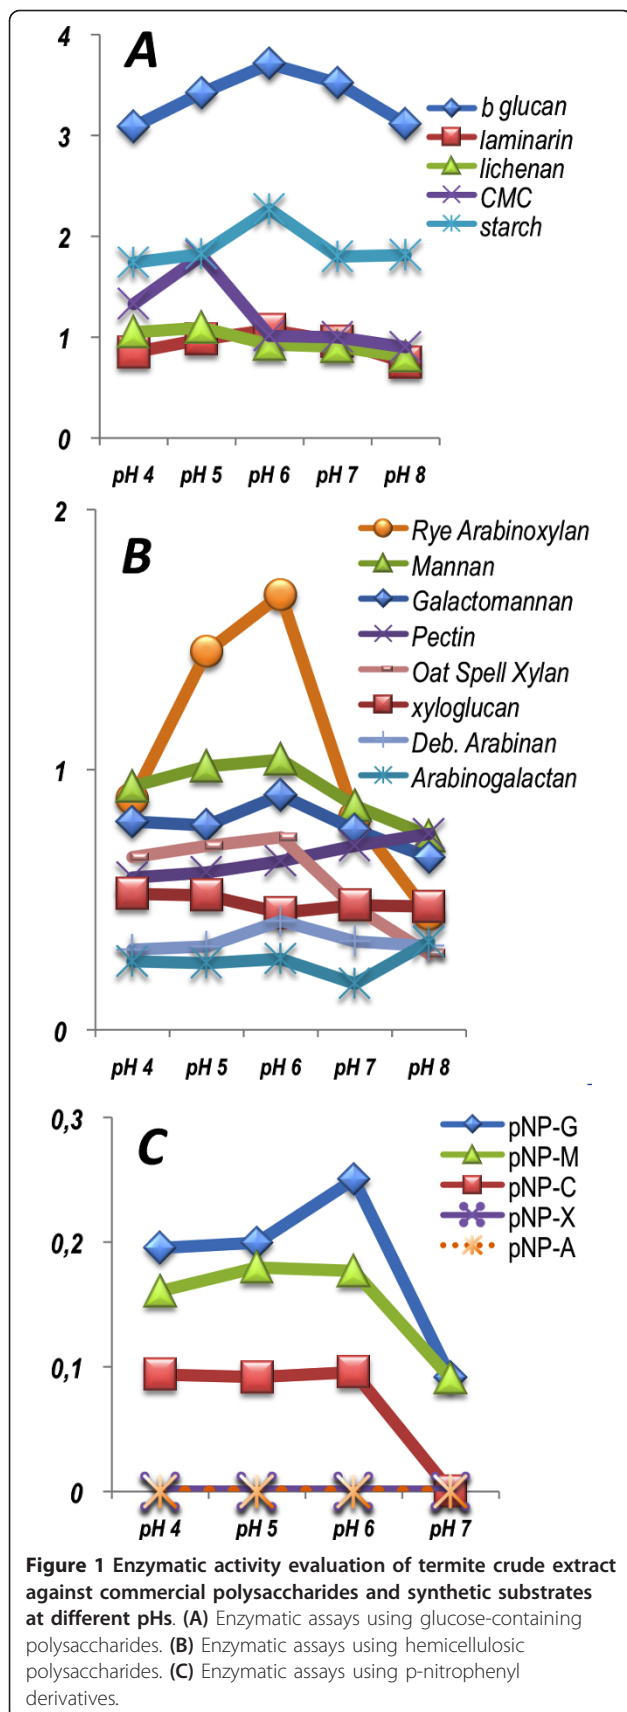 A
4
3
2
1
0
b glucan
laminarin
lichenan
CMC
starch
pH 4 pH 5 pH 6 pH 7 pH 8
B
2
1
0
Rye Arabinoxylan
Mannan
Galactomannan
Pectin
Oat Spell Xylan
xyloglucan
Deb. Arabinan
Arabinogalactan
pH 4 pH 5 pH 6 pH 7 pH 8
C
0,3
0,2
0,1
0
pNP-G
pNP-M
pNP-C
pNP-X
pNP-A
pH 4 pH 5 pH 6 pH 7
Figure 1 Enzymatic activity evaluation of termite crude extract
against commercial polysaccharides and synthetic substrates
at different pHs. (A) Enzymatic assays using glucose-containing
polysaccharides. (B) Enzymatic assays using hemicellulosic
polysaccharides. (C) Enzymatic assays using p-nitrophenyl
derivatives.